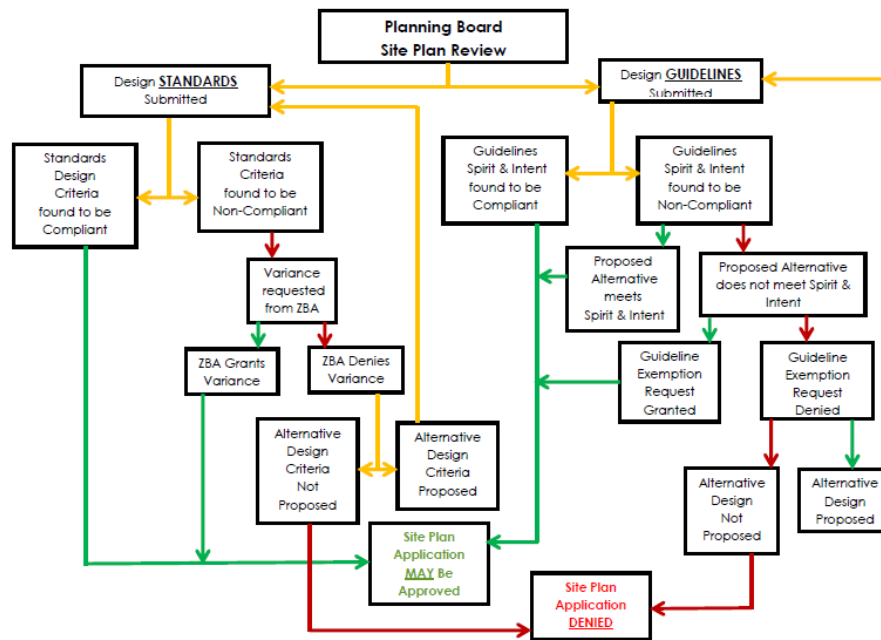 Planning Board
Site Plan Review
Design STANDARDS
Submitted
Design GUIDELINES
Submitted
Standards
Design
Criteria
found to be
Compliant
Standards
Criteria
found to be
Non-Compliant
Guidelines
Spirit & Intent
found to be
Compliant
Guidelines
Spirit & Intent
found to be
Non-Compliant
Variance
requested
from ZBA
Proposed
Alternative
meets
Spirit & Intent
Proposed Alternative
does not meet Spirit &
Intent
ZBA Grants
Variance
ZBA Denies
Variance
Guideline
Exemption
Request
Granted
Guideline
Exemption
Request
Denied
Alternative
Design
Criteria
Not
Proposed
Alternative
Design
Criteria
Proposed
Alternative
Design
Not
Proposed
Alternative
Design
Proposed
Site Plan
Application
MAY Be
Approved
Site Plan
Application
DENIED